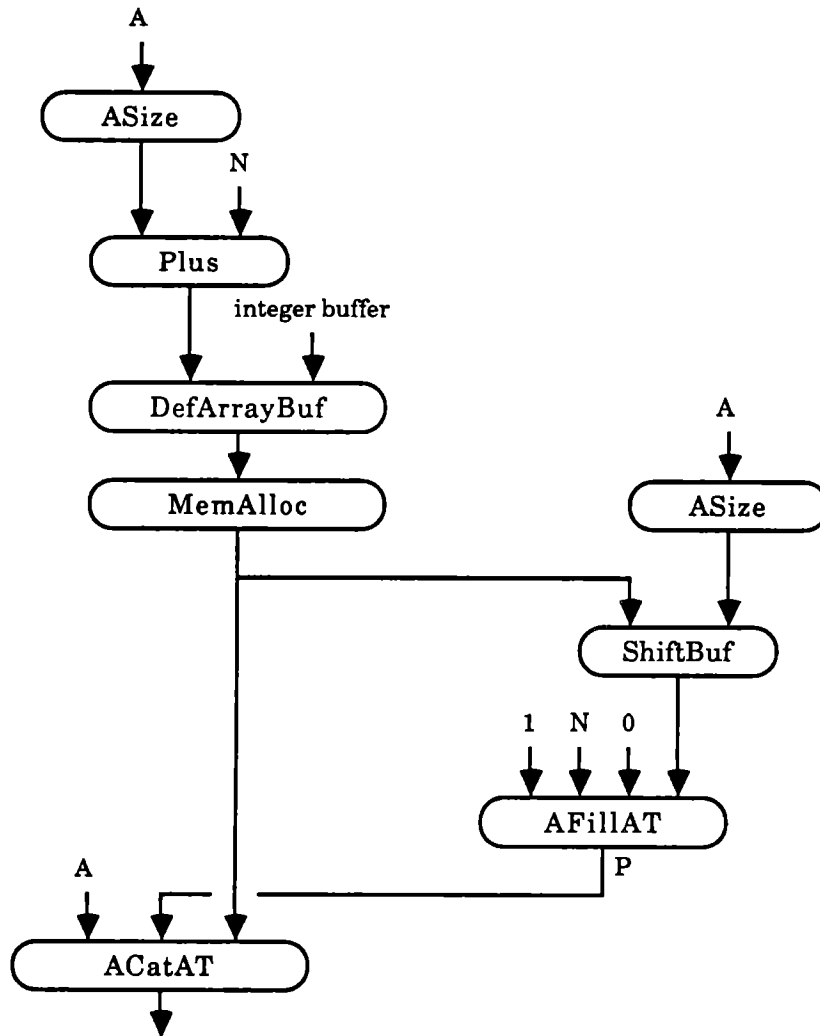 A
ASize
N
Plus
integer buffer
DefArrayBuf
A
MemAlloc
ASize
ShiftBuf
1 N 0
AFillAT
A
P
ACatAT